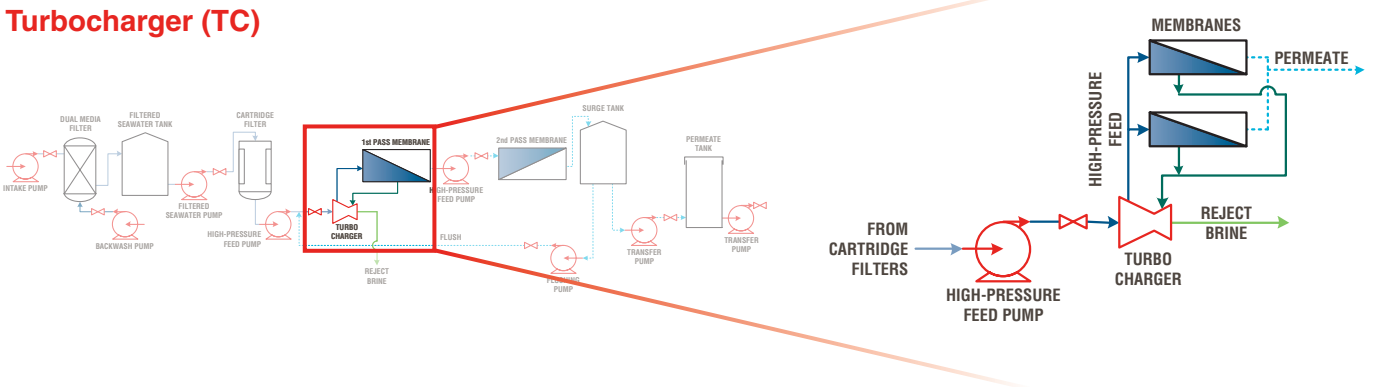 Turbocharger (TC)
DUAL MEDIA
FILTER
FILTERED
SEAWATER TANK
CARTRIDGE
FILTER
1st PASS MEMBRANE
2nd PASS MEMBRANE
SURGE TANK
PERMEATE
TANK
INTAKE PUMP
FILTERED
SEAWATER PUMP
BACKWASH PUMP
HIGH-PRESSURE
FEED PUMP
TURBO
CHARGER
HIGH-PRESSURE
FEED PUMP
FLUSH
REJECT
BRINE
FLUSHING
PUMP
TRANSFER
PUMP
TRANSFER
PUMP
MEMBRANES
PERMEATE
HIGH-PRESSURE
FEED
FROM
CARTRIDGE
FILTERS
HIGH-PRESSURE
FEED PUMP
TURBO
CHARGER
REJECT
BRINE